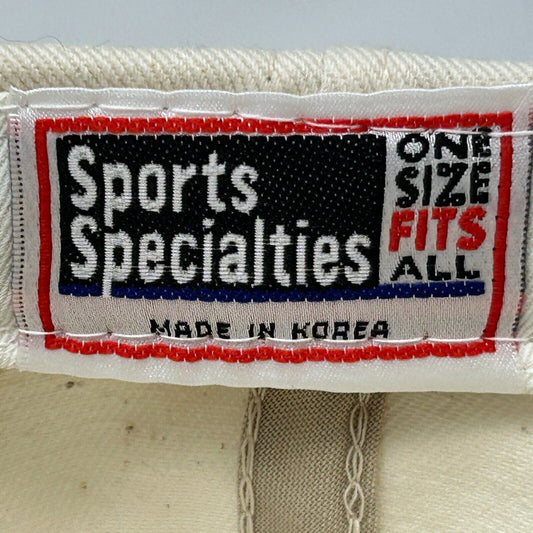 Sports
Specialties
ONE
SIZE
FITS
ALL
MADE IN KOREA